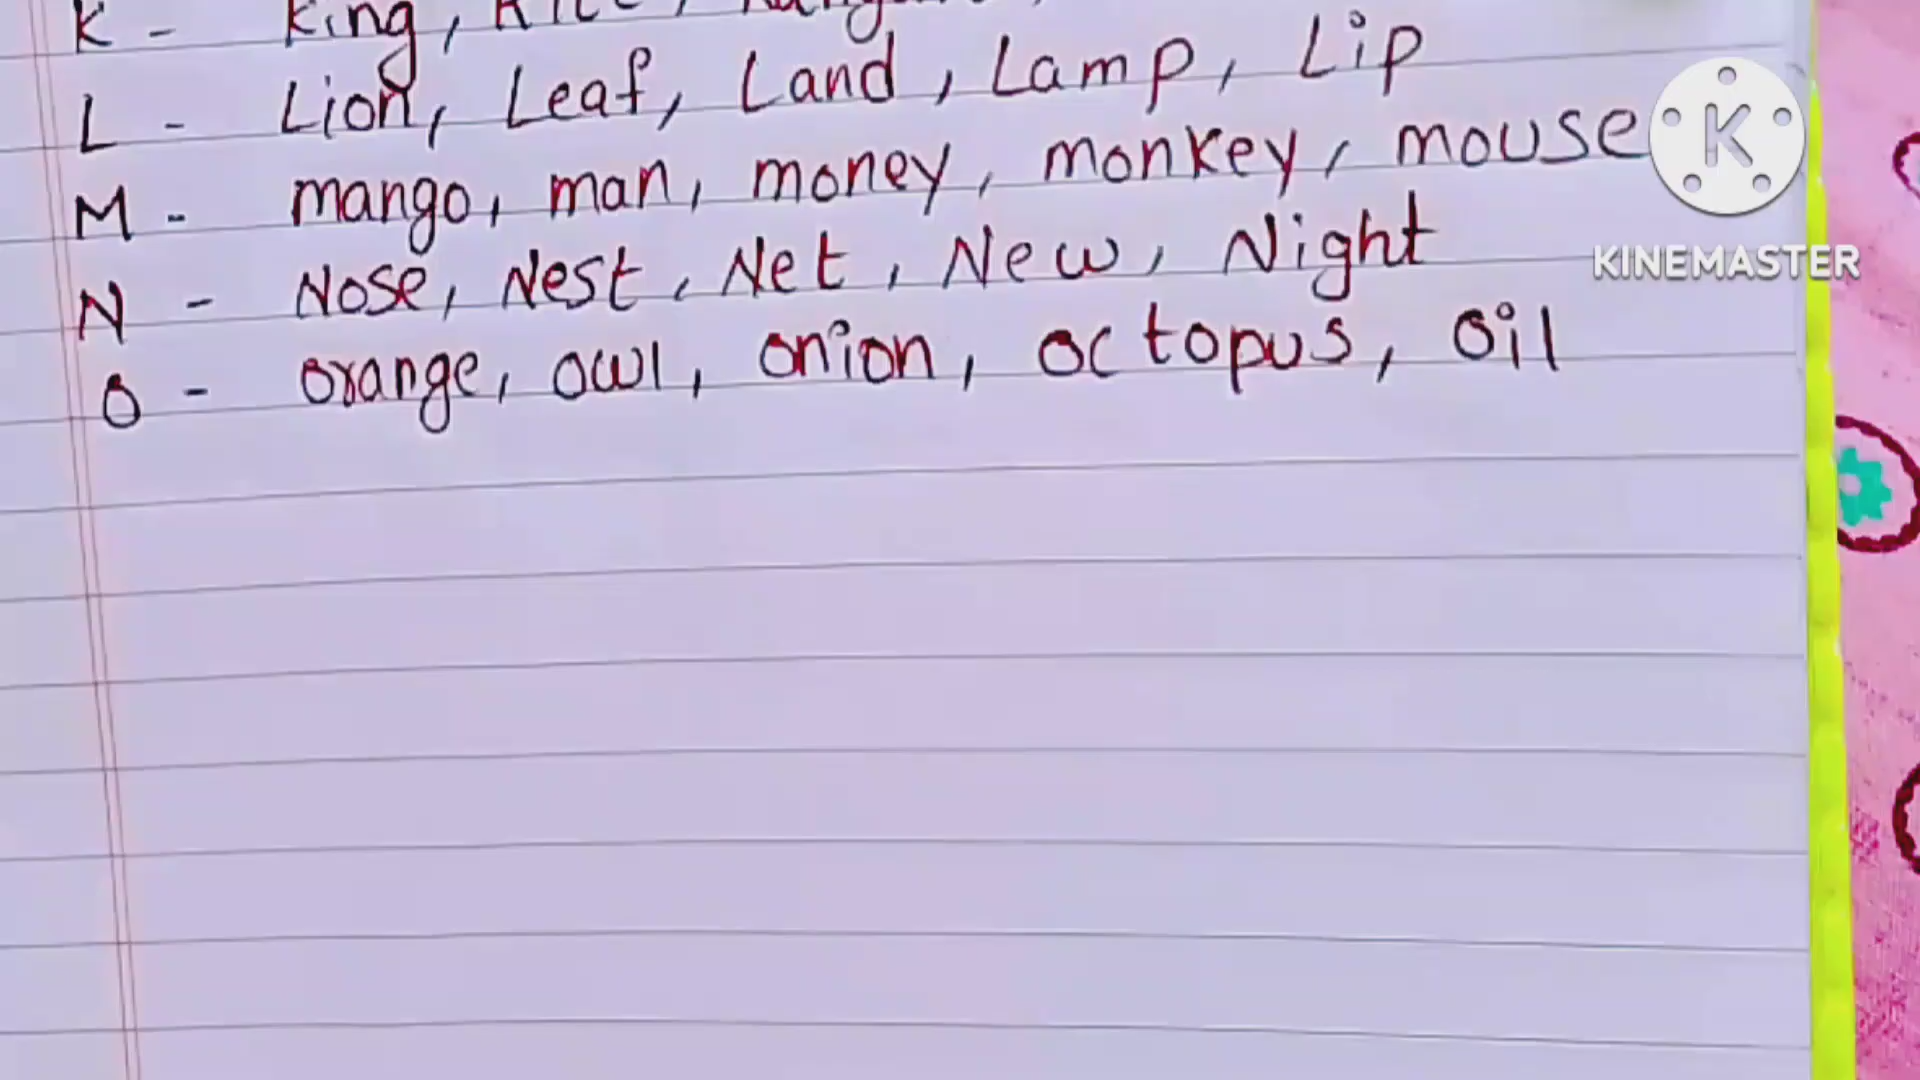 K - King,
L - Lion, Leaf, Land, Lamp, Lip
M - mango, man, money, monkey, mouse
N - Nose, Nest, Net, New, Night
O - orange, owl, onion, octopus, oil
K
KINEMASTER